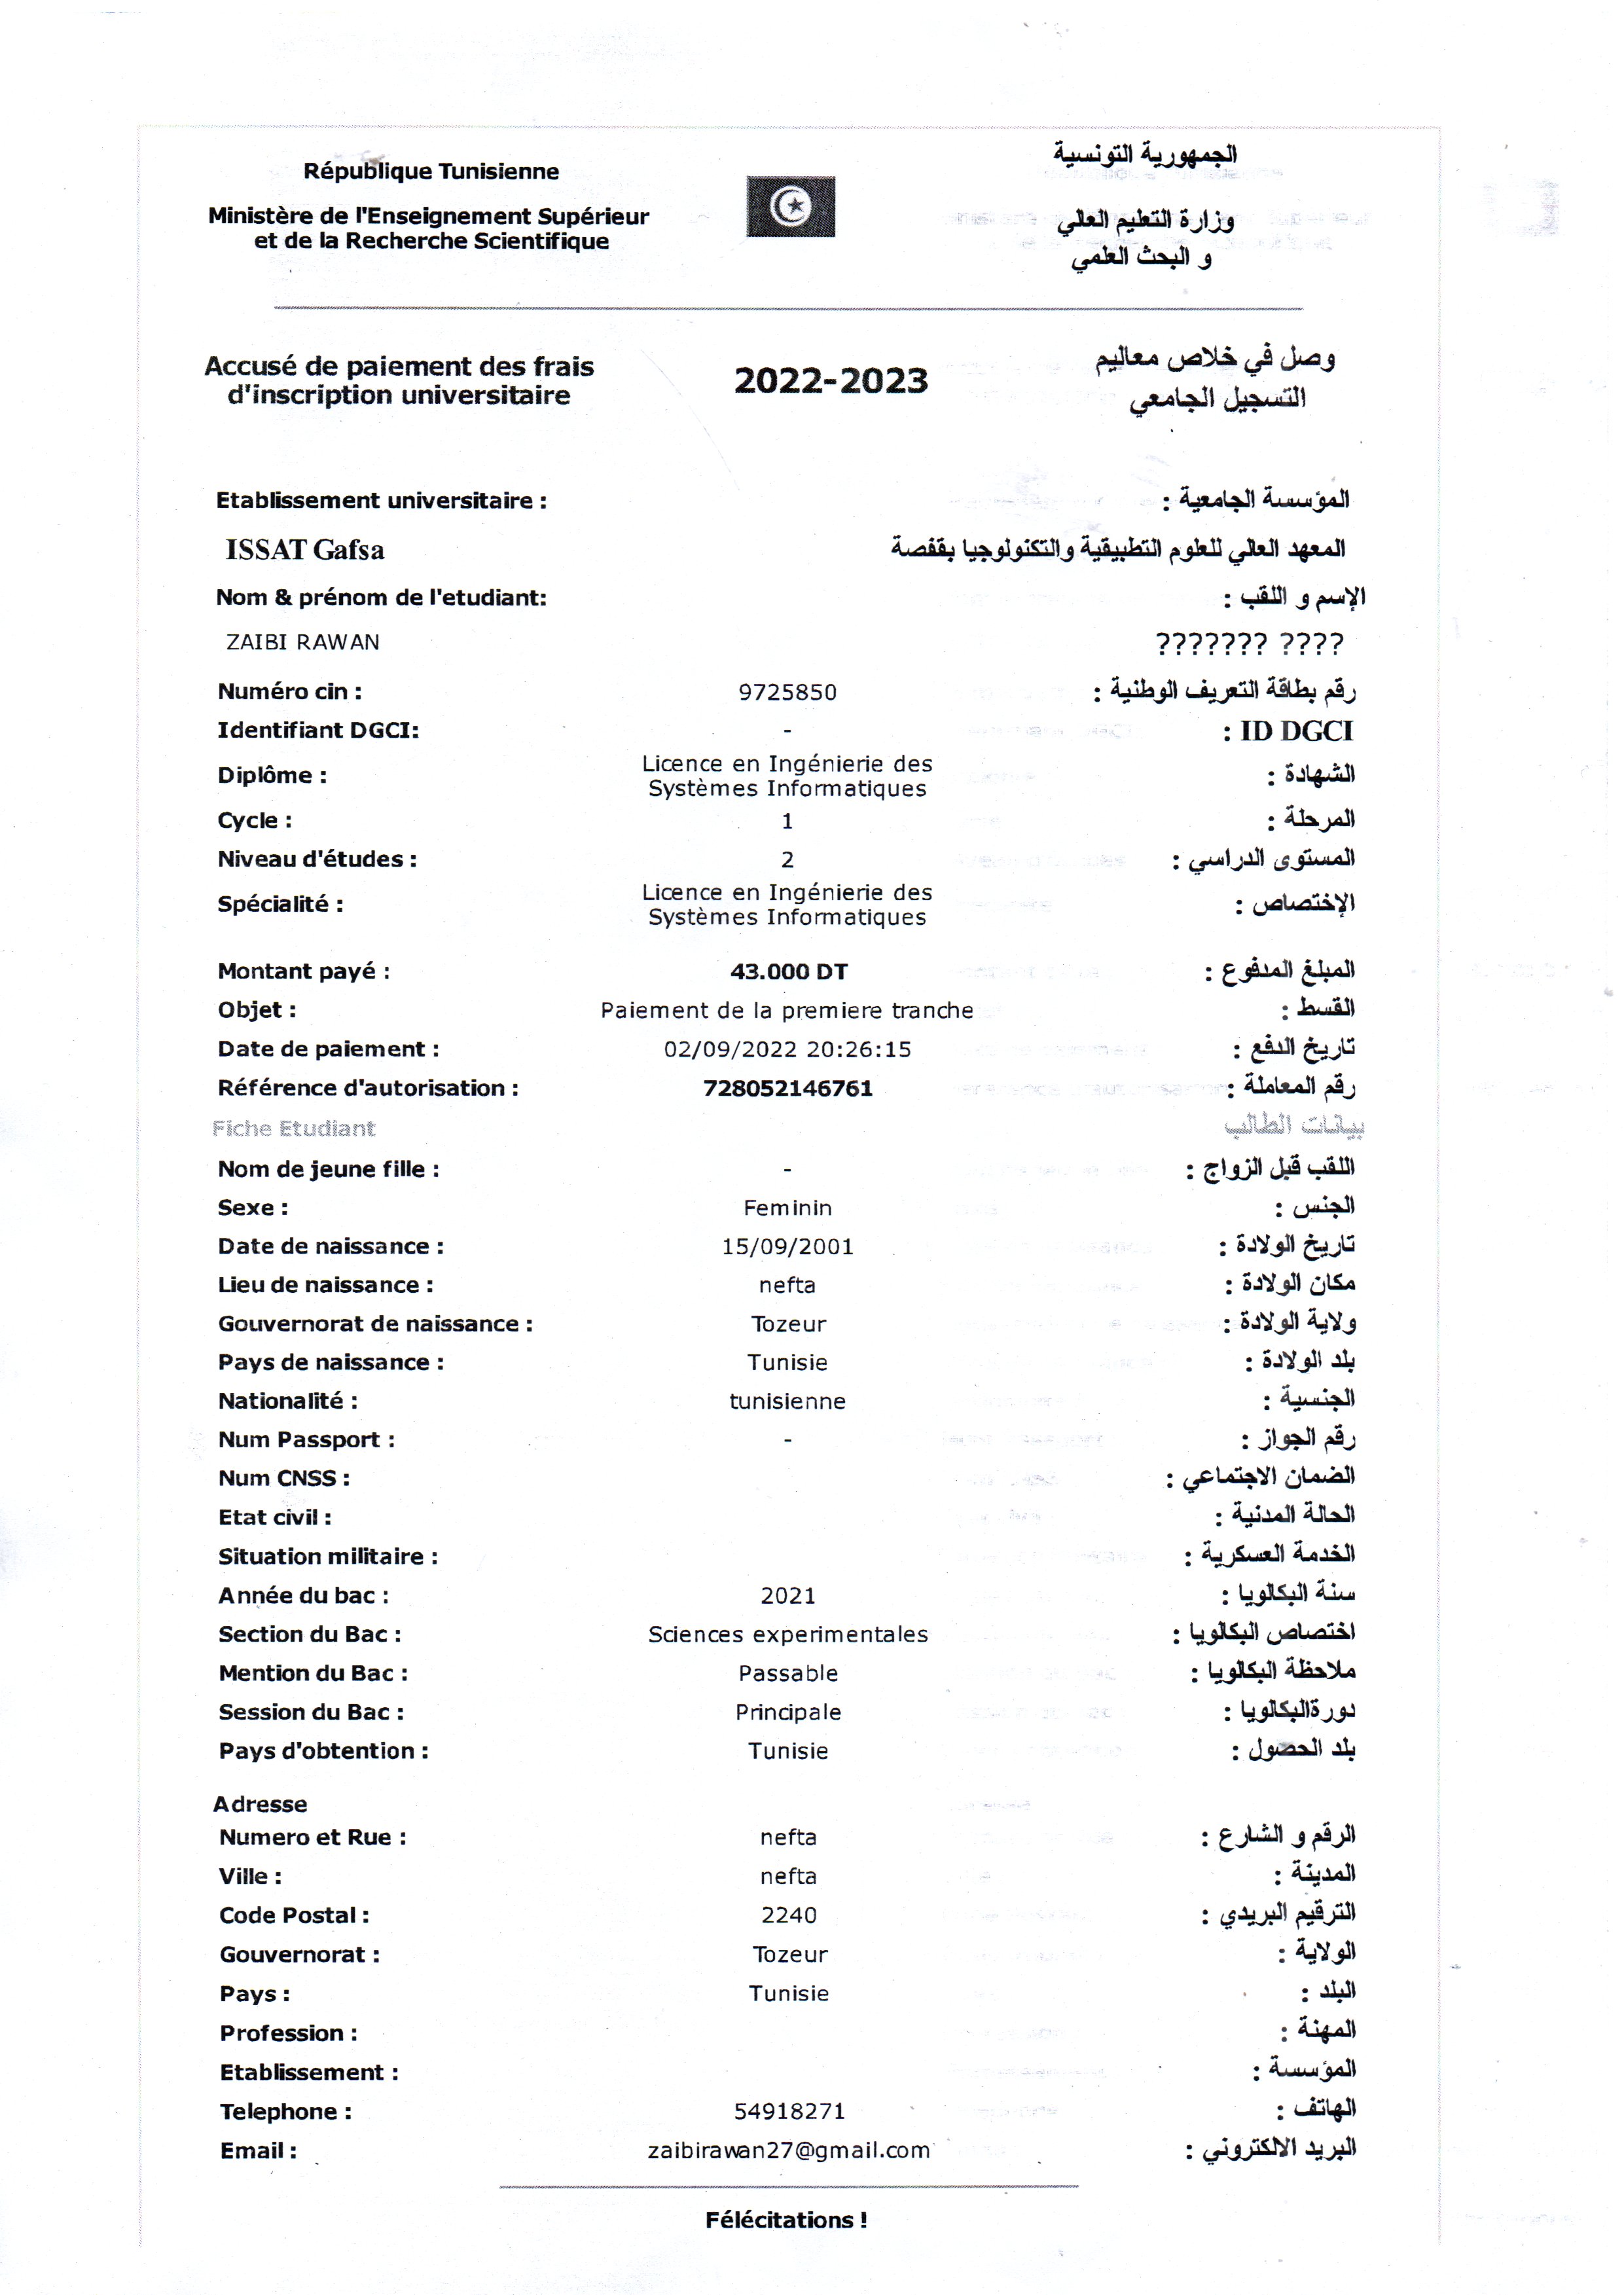 République Tunisienne
الجمهورية التونسية
Ministère de l'Enseignement Supérieur
et de la Recherche Scientifique
وزارة التعليم العالي
و البحث العلمي
Accusé de paiement des frais
d'inscription universitaire
2022-2023
وصل في خلاص معاليم
التسجيل الجامعي
Etablissement universitaire : المؤسسة الجامعية :
ISSAT Gafsa المعهد العالي للعلوم التطبيقية والتكنولوجيا بقفصة
Nom & prénom de l'etudiant: الإسم و اللقب :
ZAIBI RAWAN ??????? ????
Numéro cin : 9725850 رقم بطاقة التعريف الوطنية :
Identifiant DGCI: - ID DGCI :
Diplôme : Licence en Ingénierie des
Systèmes Informatiques الشهادة :
Cycle : 1 المرحلة :
Niveau d'études : 2 المستوى الدراسي :
Spécialité : Licence en Ingénierie des
Systèmes Informatiques الإختصاص :
Montant payé : 43.000 DT المبلغ المدفوع :
Objet : Paiement de la premiere tranche القسط :
Date de paiement : 02/09/2022 20:26:15 تاريخ الدفع :
Référence d'autorisation : 728052146761 رقم المعاملة :
Fiche Etudiant بيانات الطالب
Nom de jeune fille : - اللقب قبل الزواج :
Sexe : Feminin الجنس :
Date de naissance : 15/09/2001 تاريخ الولادة :
Lieu de naissance : nefta مكان الولادة :
Gouvernorat de naissance : Tozeur ولاية الولادة :
Pays de naissance : Tunisie بلد الولادة :
Nationalité : tunisienne الجنسية :
Num Passport : - رقم الجواز :
Num CNSS : الضمان الاجتماعي :
Etat civil : الحالة المدنية :
Situation militaire : الخدمة العسكرية :
Année du bac : 2021 سنة البكالويا :
Section du Bac : Sciences experimentales اختصاص البكالويا :
Mention du Bac : Passable ملاحظة البكالويا :
Session du Bac : Principale دورةالبكالويا :
Pays d'obtention : Tunisie بلد الحصول :
Adresse
Numero et Rue : nefta الرقم و الشارع :
Ville : nefta المدينة :
Code Postal : 2240 الترقيم البريدي :
Gouvernorat : Tozeur الولاية :
Pays : Tunisie البلد :
Profession : المهنة :
Etablissement : المؤسسة :
Telephone : 54918271 الهاتف :
Email : zaibirawan27@gmail.com البريد الالكتروني :
Félécitations !